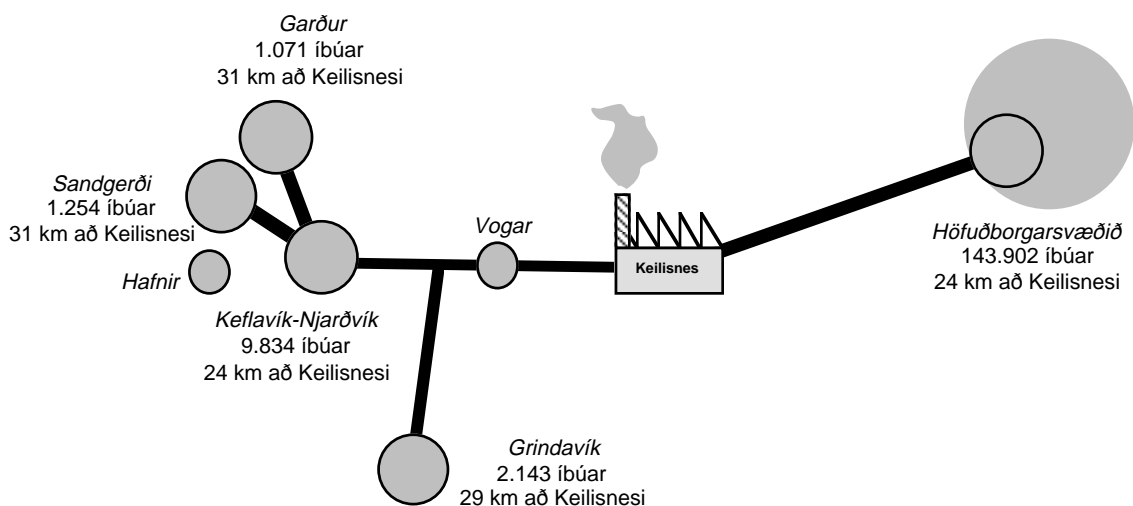 Garður
1.071 íbúar
31 km að Keilisnesi
Sandgerði
1.254 íbúar
31 km að Keilisnesi
Hafnir
Keflavík-Njarðvík
9.834 íbúar
24 km að Keilisnesi
Vogar
Keilisnes
Höfuðborgarsvæðið
143.902 íbúar
24 km að Keilisnesi
Grindavík
2.143 íbúar
29 km að Keilisnesi